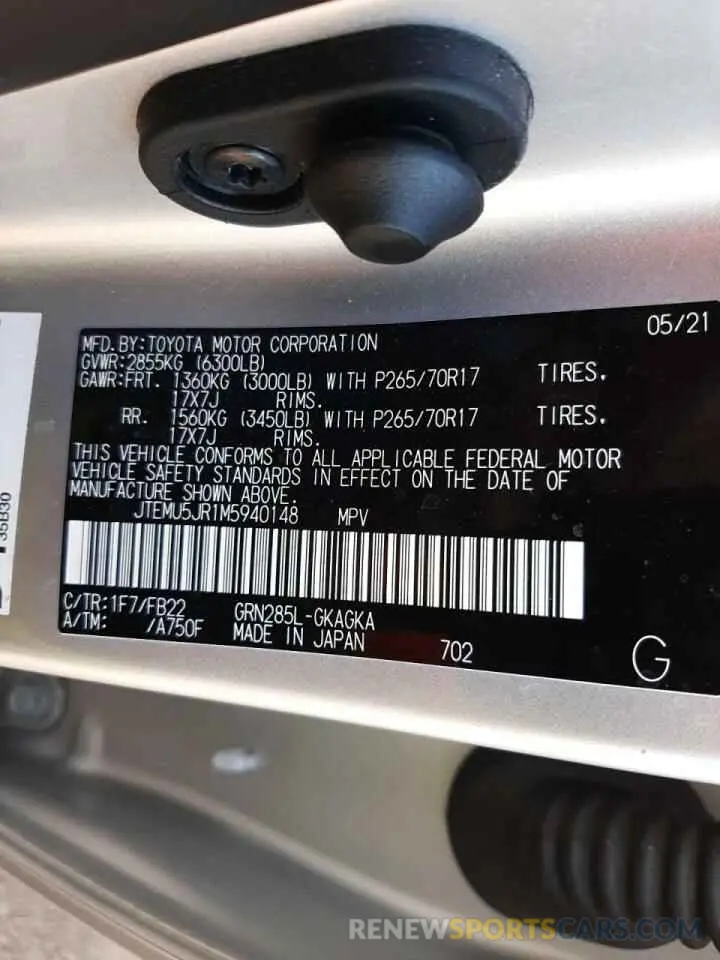 05/21
MFD. BY: TOYOTA MOTOR CORPORATION
GVWR: 2855KG (6300LB)
GAWR: FRT. 1360KG (3000LB) WITH P265/70R17 TIRES.
17X7J RIMS.
RR. 1560KG (3450LB) WITH P265/70R17 TIRES.
17X7J RIMS.
THIS VEHICLE CONFORMS TO ALL APPLICABLE FEDERAL MOTOR
VEHICLE SAFETY STANDARDS IN EFFECT ON THE DATE OF
MANUFACTURE SHOWN ABOVE.
JTEMU5JR1M5940148 MPV
C/TR: 1F7/FB22 GRN285L-GKAGKA
A/TM: /A750F MADE IN JAPAN 702
G
35B30
RENEWSPORTSCARS.COM